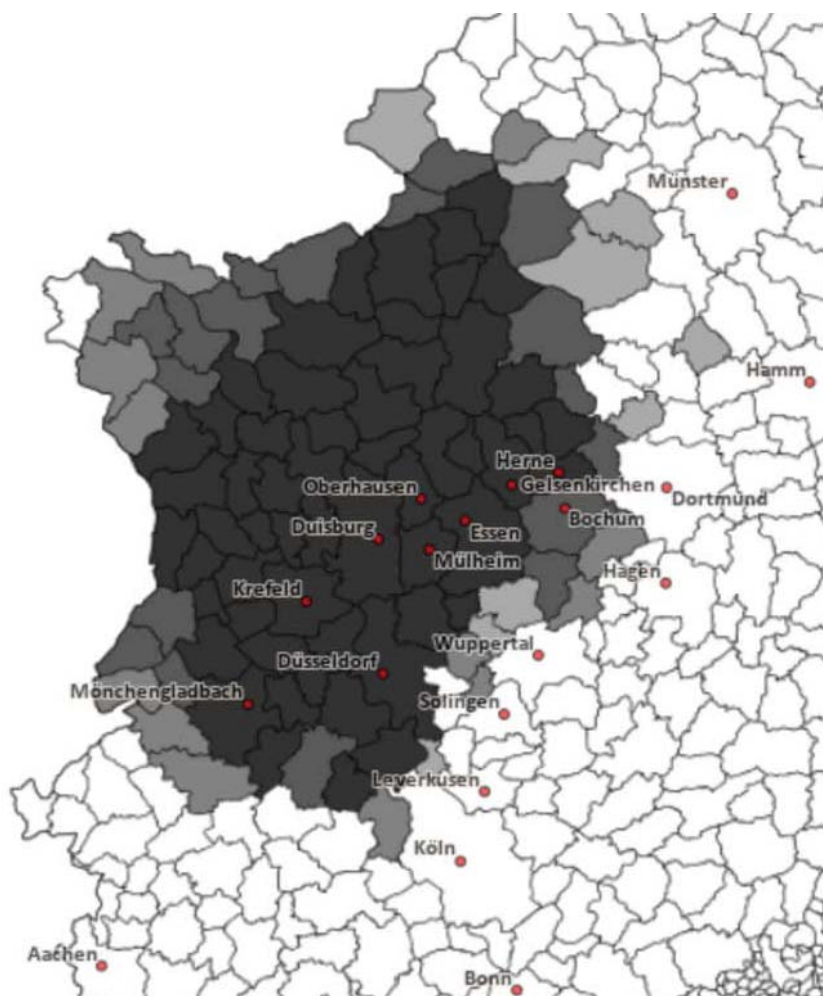 Münster
Hamm
Herne
Oberhausen
Gelsenkirchen
Dortmund
Bochum
Duisburg
Essen
Mülheim
Hagen
Krefeld
Wuppertal
Düsseldorf
Mönchengladbach
Solingen
Leverkusen
Köln
Aachen
Bonn